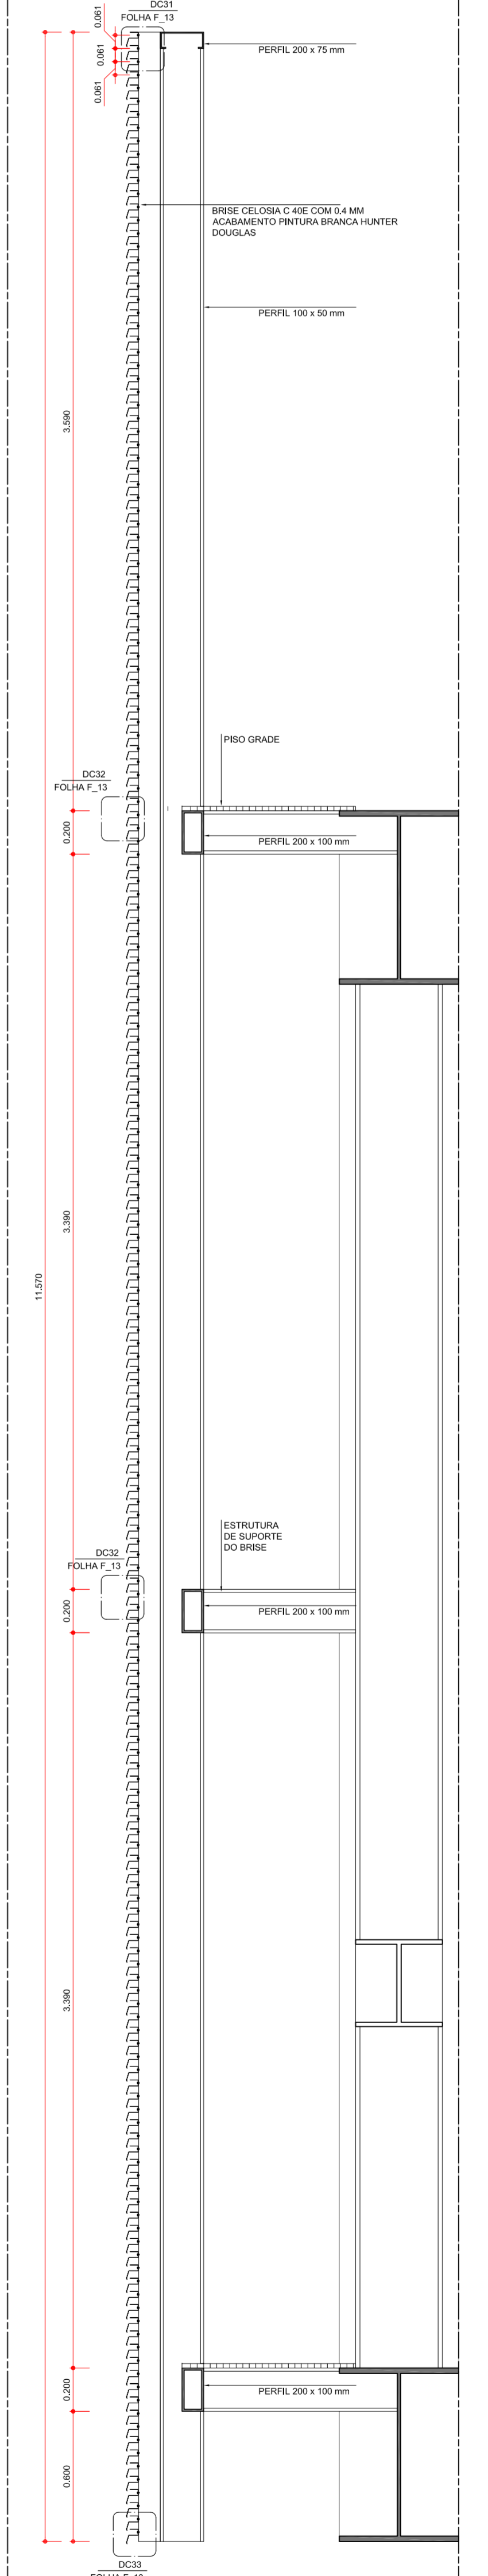 DC31
FOLHA F_13
0.061
0.061
0.061
PERFIL 200 x 75 mm
BRISE CELOSIA C 40E COM 0,4 MM
ACABAMENTO PINTURA BRANCA HUNTER
DOUGLAS
PERFIL 100 x 50 mm
3.590
PISO GRADE
DC32
FOLHA F_13
0.200
PERFIL 200 x 100 mm
3.390
11.570
ESTRUTURA
DE SUPORTE
DO BRISE
DC32
FOLHA F_13
0.200
PERFIL 200 x 100 mm
3.390
0.200
PERFIL 200 x 100 mm
0.600
DC33
FOLHA F_13